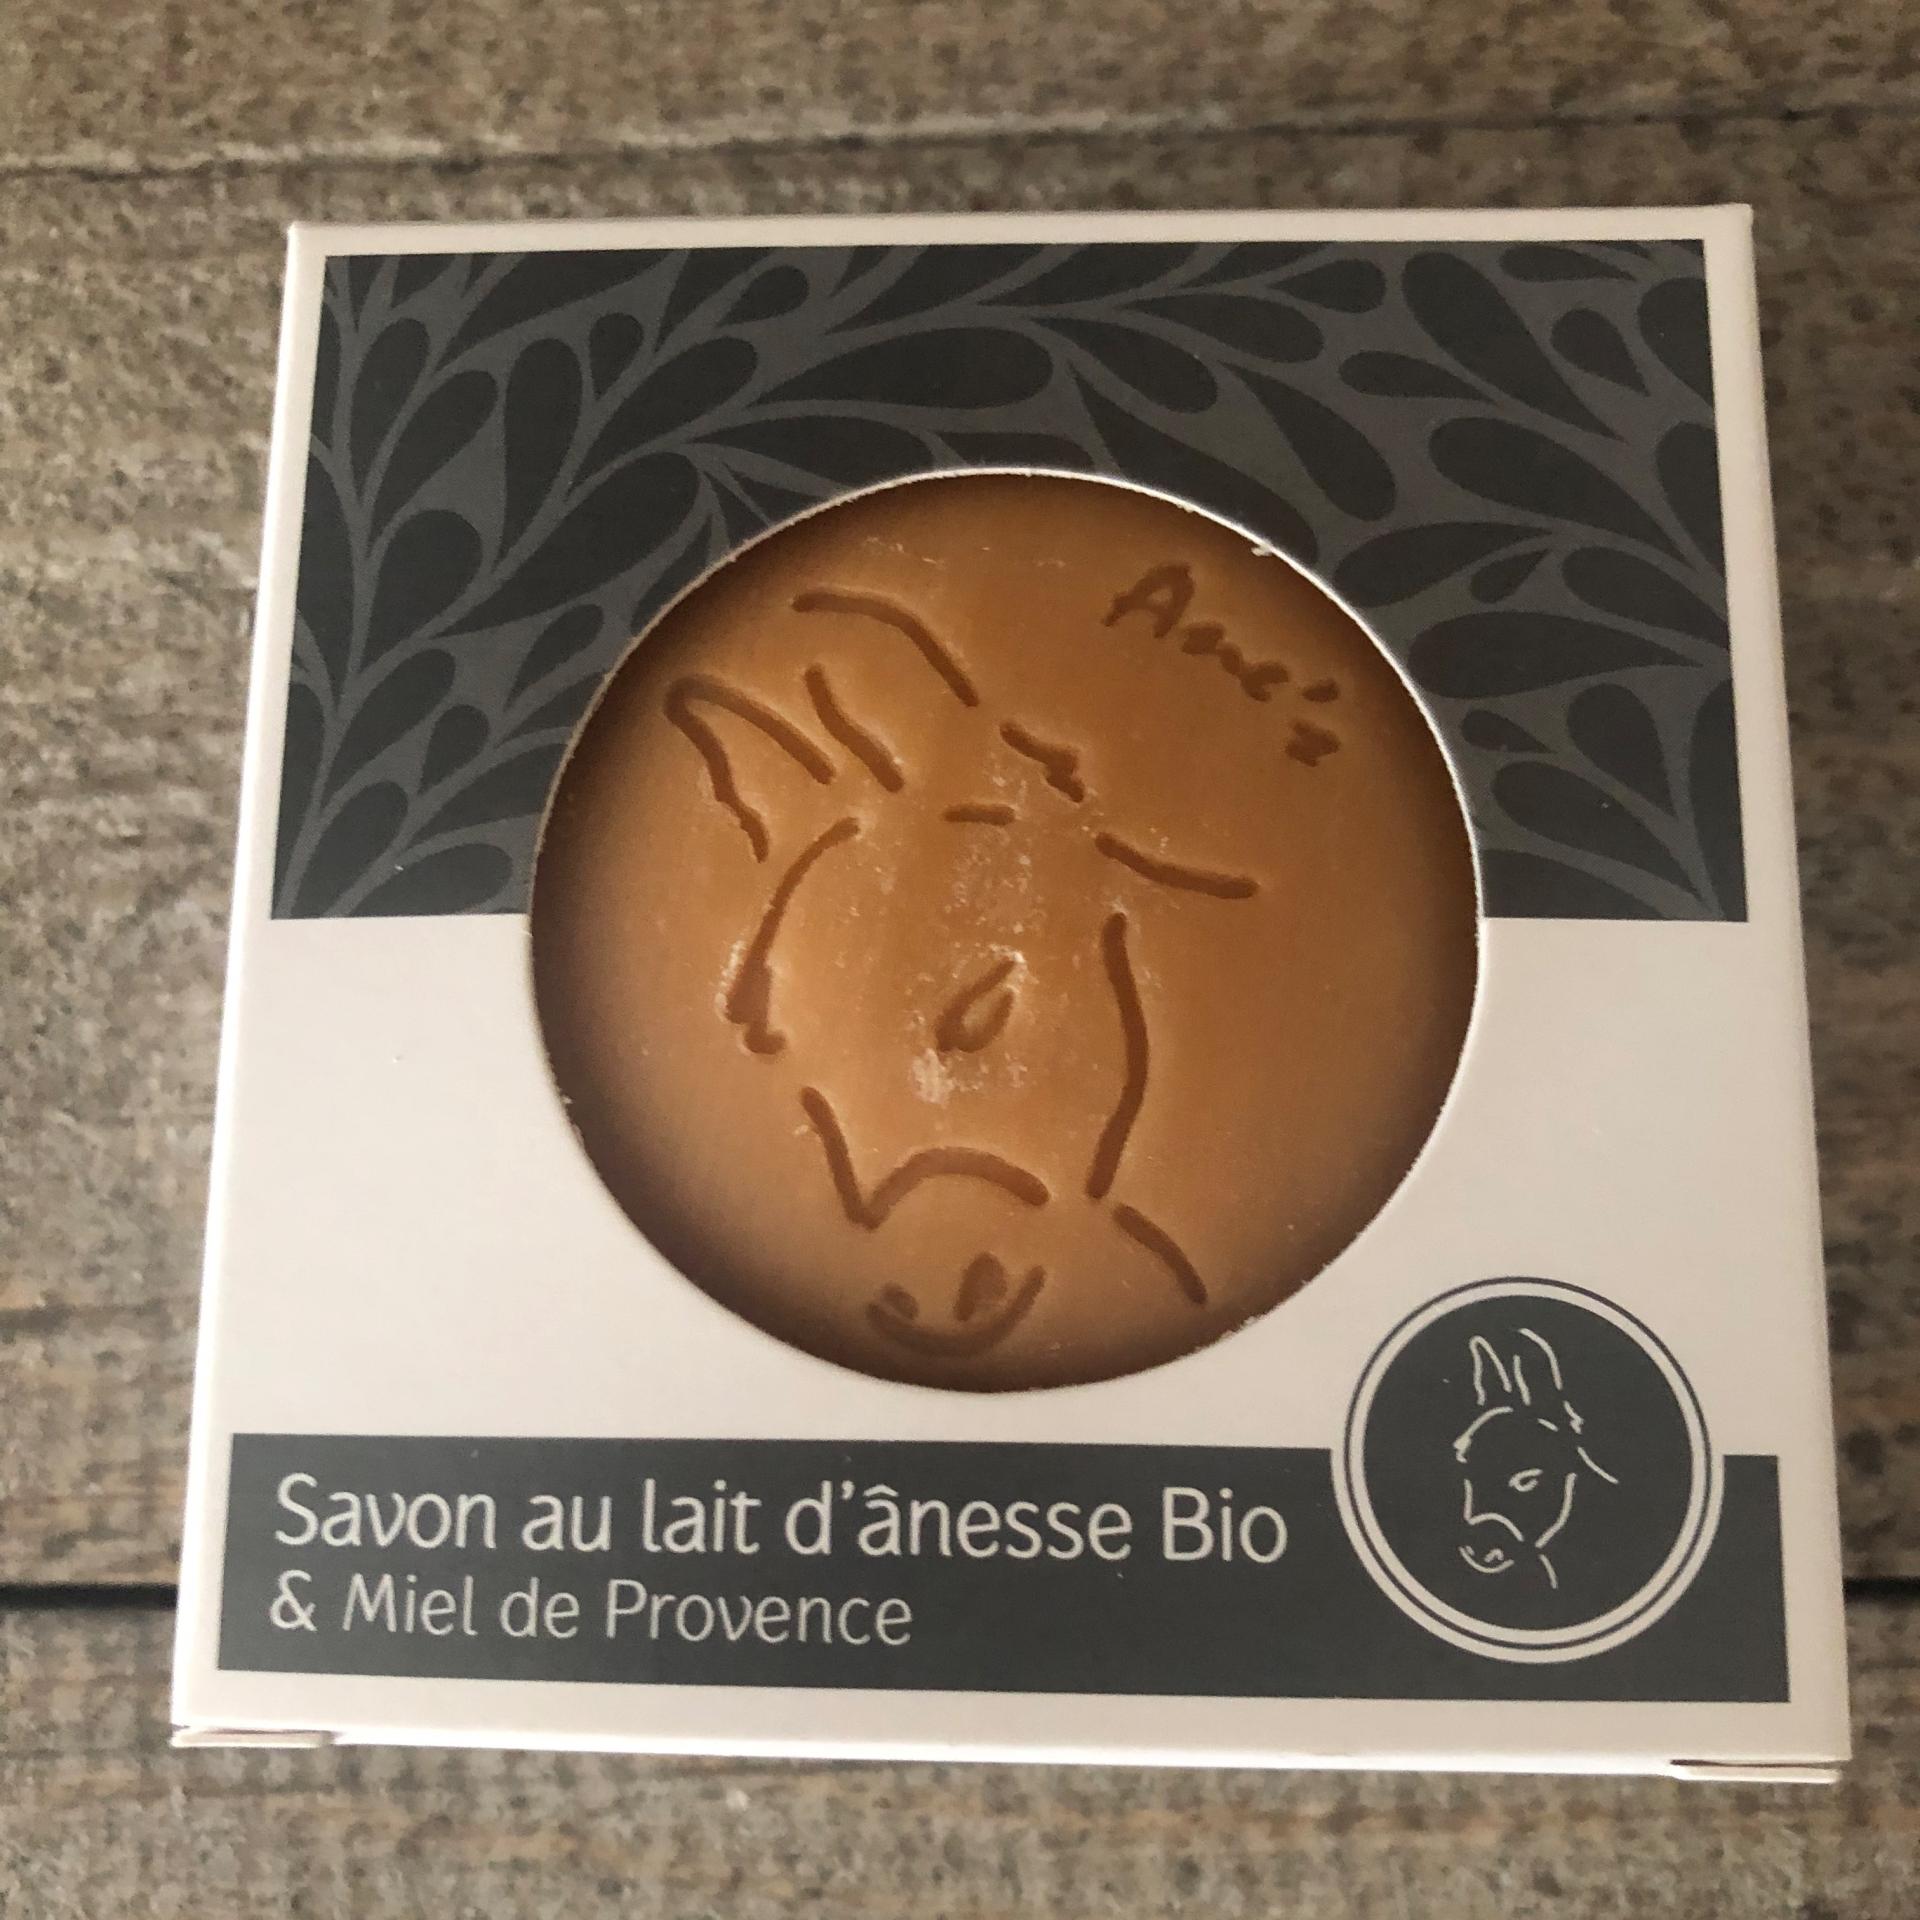 Ane's
Savon au lait d'ânesse Bio
& Miel de Provence